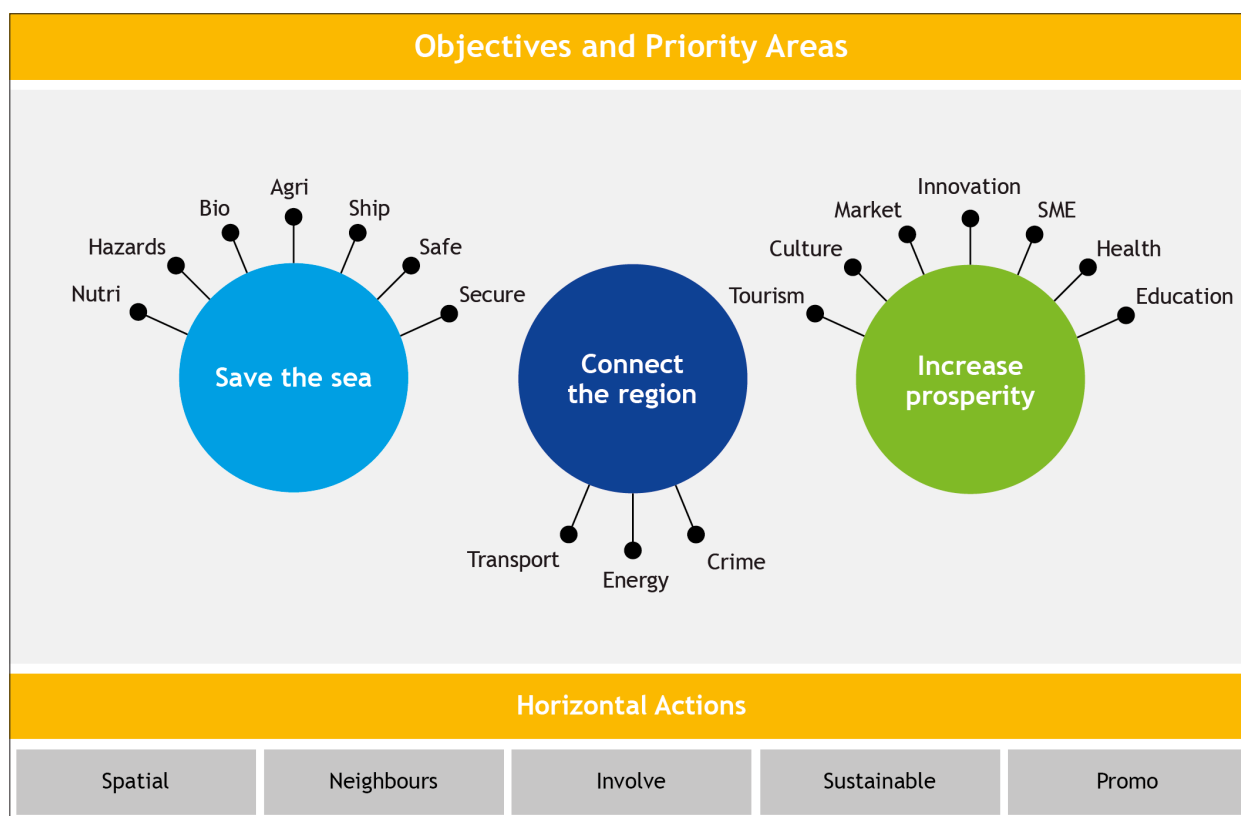 Objectives and Priority Areas
Nutri
Hazards
Bio
Agri
Ship
Safe
Secure
Save the sea
Connect
the region
Transport
Energy
Crime
Tourism
Culture
Market
Innovation
SME
Health
Education
Increase
prosperity
Horizontal Actions
Spatial
Neighbours
Involve
Sustainable
Promo